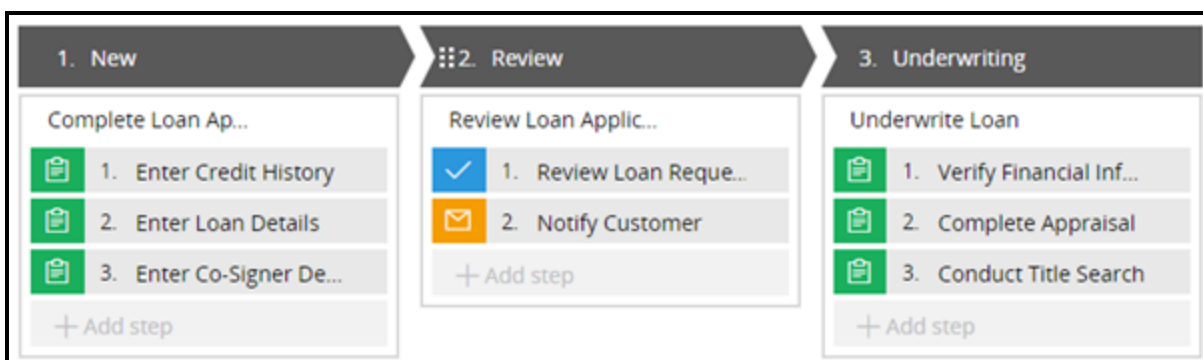 1. New
2. Review
3. Underwriting
Complete Loan Ap...
1. Enter Credit History
2. Enter Loan Details
3. Enter Co-Signer De...
+ Add step
Review Loan Applic...
1. Review Loan Reque...
2. Notify Customer
+ Add step
Underwrite Loan
1. Verify Financial Inf...
2. Complete Appraisal
3. Conduct Title Search
+ Add step